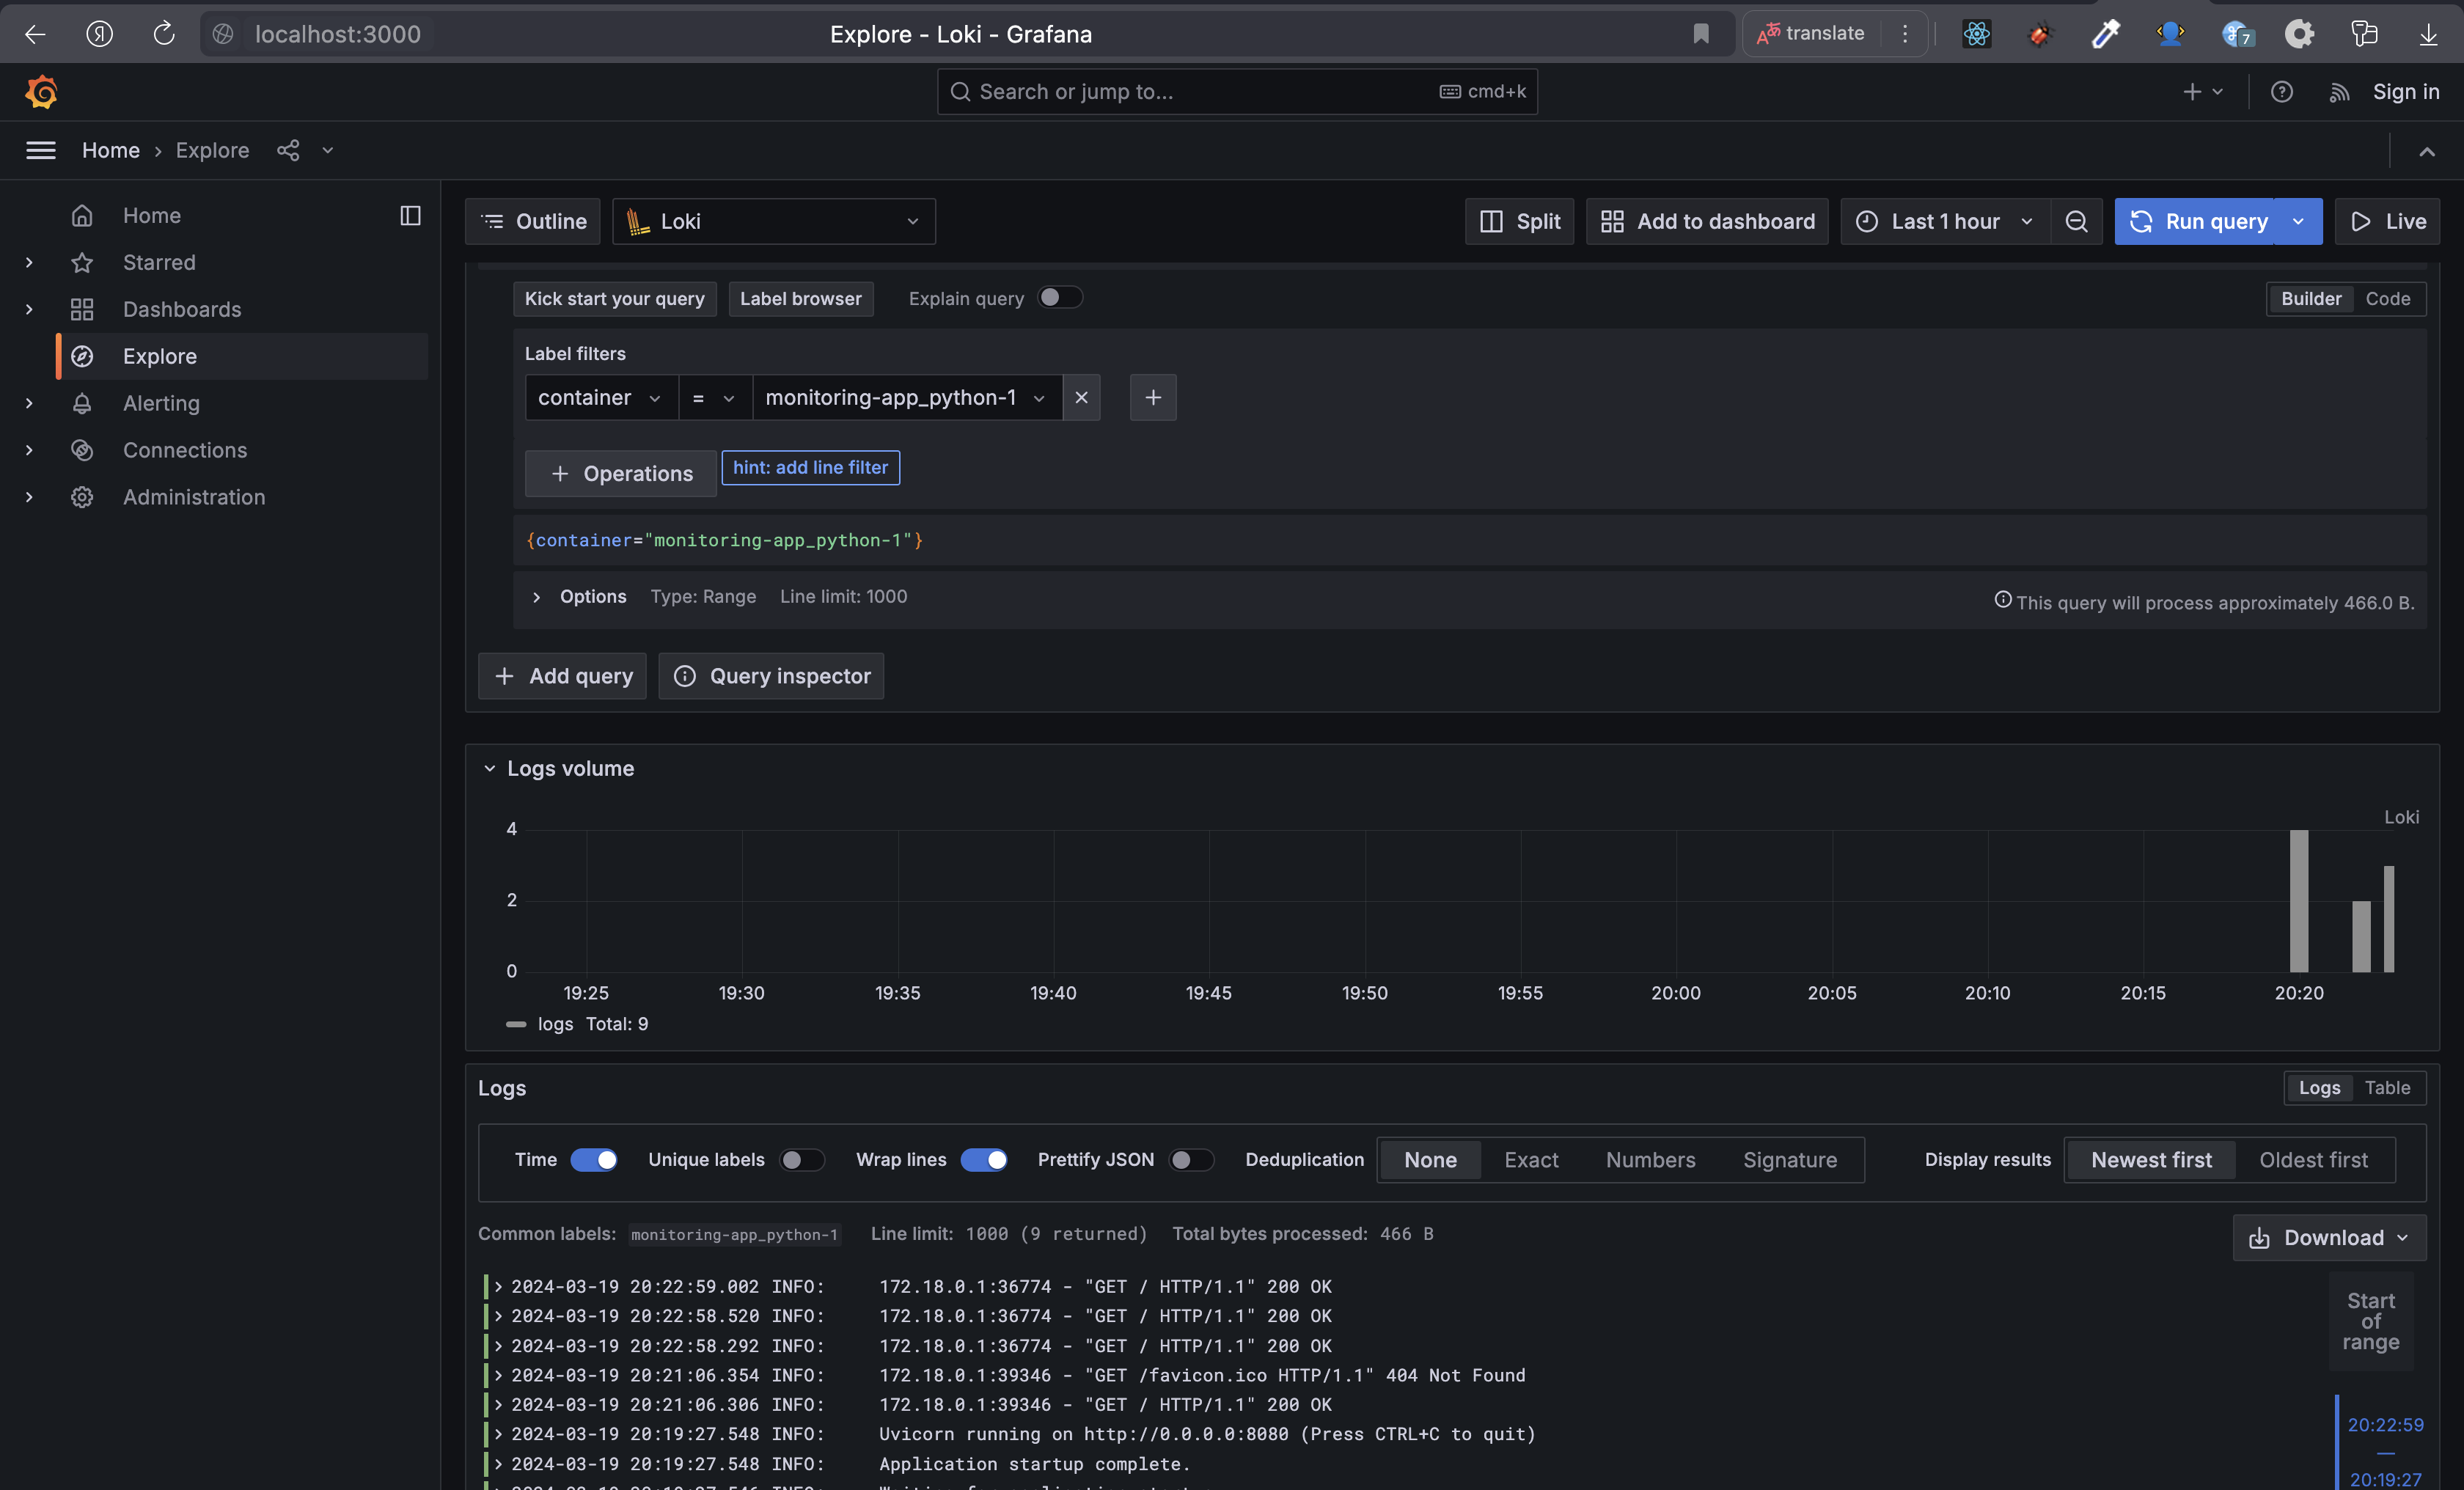 localhost:3000
Explore - Loki - Grafana
translate
7
Search or jump to...
cmd+k
Sign in
Home
Explore
Home
Starred
Dashboards
Explore
Alerting
Connections
Administration
Outline
Loki
Split
Add to dashboard
Last 1 hour
Run query
Live
Kick start your query
Label browser
Explain query
Builder
Code
Label filters
container
=
monitoring-app_python-1
Operations
hint: add line filter
{container="monitoring-app_python-1"}
Options
Type: Range
Line limit: 1000
This query will process approximately 466.0 B.
Add query
Query inspector
Logs volume
Loki
4
2
0
19:25 19:30 19:35 19:40 19:45 19:50 19:55 20:00 20:05 20:10 20:15 20:20
logs Total: 9
Logs
Logs
Table
Time
Unique labels
Wrap lines
Prettify JSON
Deduplication
None
Exact
Numbers
Signature
Display results
Newest first
Oldest first
Common labels: monitoring-app_python-1 Line limit: 1000 (9 returned) Total bytes processed: 466 B
Download
2024-03-19 20:22:59.002 INFO: 172.18.0.1:36774 - "GET / HTTP/1.1" 200 OK
2024-03-19 20:22:58.520 INFO: 172.18.0.1:36774 - "GET / HTTP/1.1" 200 OK
2024-03-19 20:22:58.292 INFO: 172.18.0.1:36774 - "GET / HTTP/1.1" 200 OK
2024-03-19 20:21:06.354 INFO: 172.18.0.1:39346 - "GET /favicon.ico HTTP/1.1" 404 Not Found
2024-03-19 20:21:06.306 INFO: 172.18.0.1:39346 - "GET / HTTP/1.1" 200 OK
2024-03-19 20:19:27.548 INFO: Uvicorn running on http://0.0.0.0:8080 (Press CTRL+C to quit)
2024-03-19 20:19:27.548 INFO: Application startup complete.
Start
of
range
20:22:59
—
20:19:27